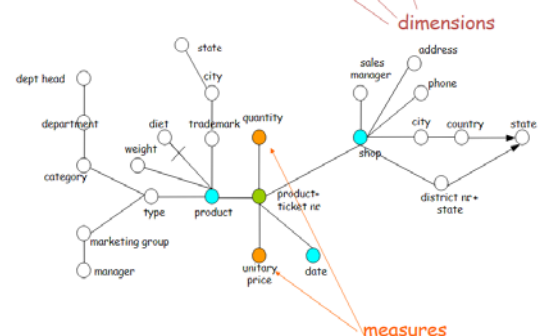 dimensions
state
address
sales
manager
dept head
city
phone
department
diet
trademark
quantity
city
country
state
weight
shop
category
product+
ticket nr
district nr+
state
type
product
marketing group
manager
unitary
price
date
measures